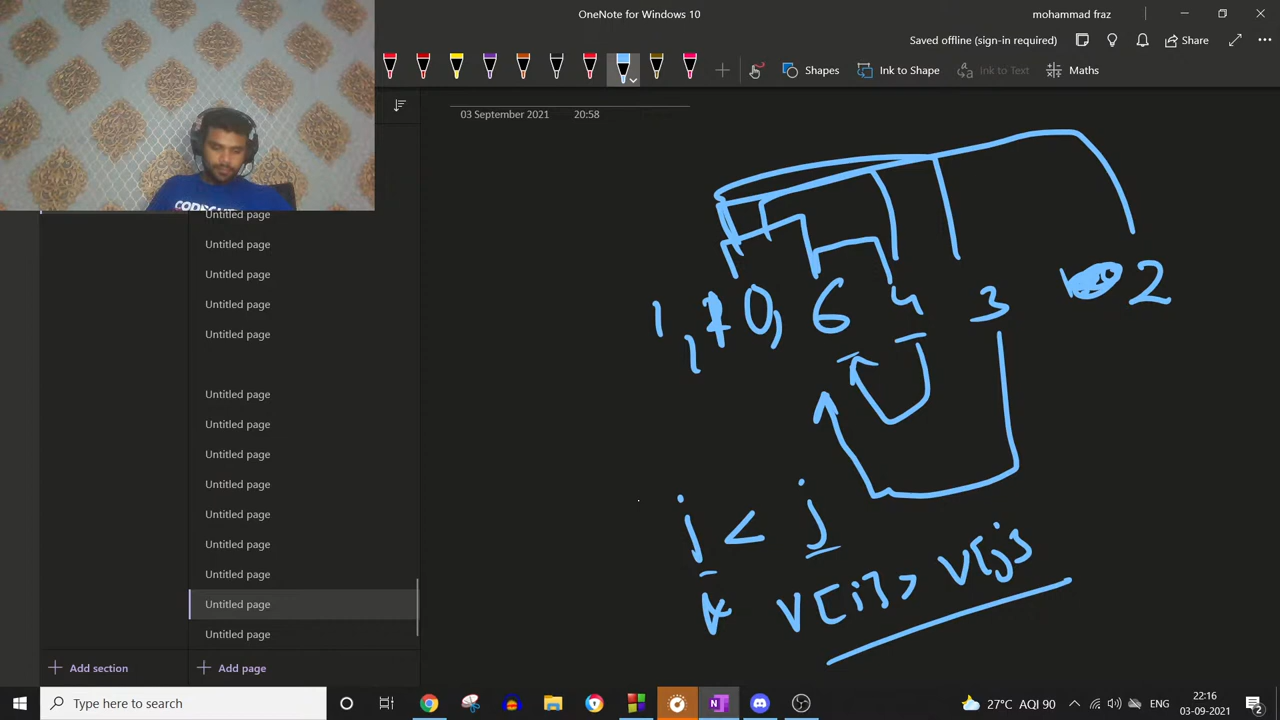 OneNote for Windows 10
mohammad fraz
Saved offline (sign-in required)
Share
Shapes
Ink to Shape
Ink to Text
Maths
03 September 2021 20:58
Untitled page
Untitled page
Untitled page
Untitled page
Untitled page
Untitled page
Untitled page
Untitled page
Untitled page
Untitled page
Untitled page
Untitled page
Untitled page
Untitled page
1, 0, 6 4 3 2
i < j
v[i] > v[j]
Add section
Add page
Type here to search
27°C AQI 90
ENG
22:16
03-09-2021
2